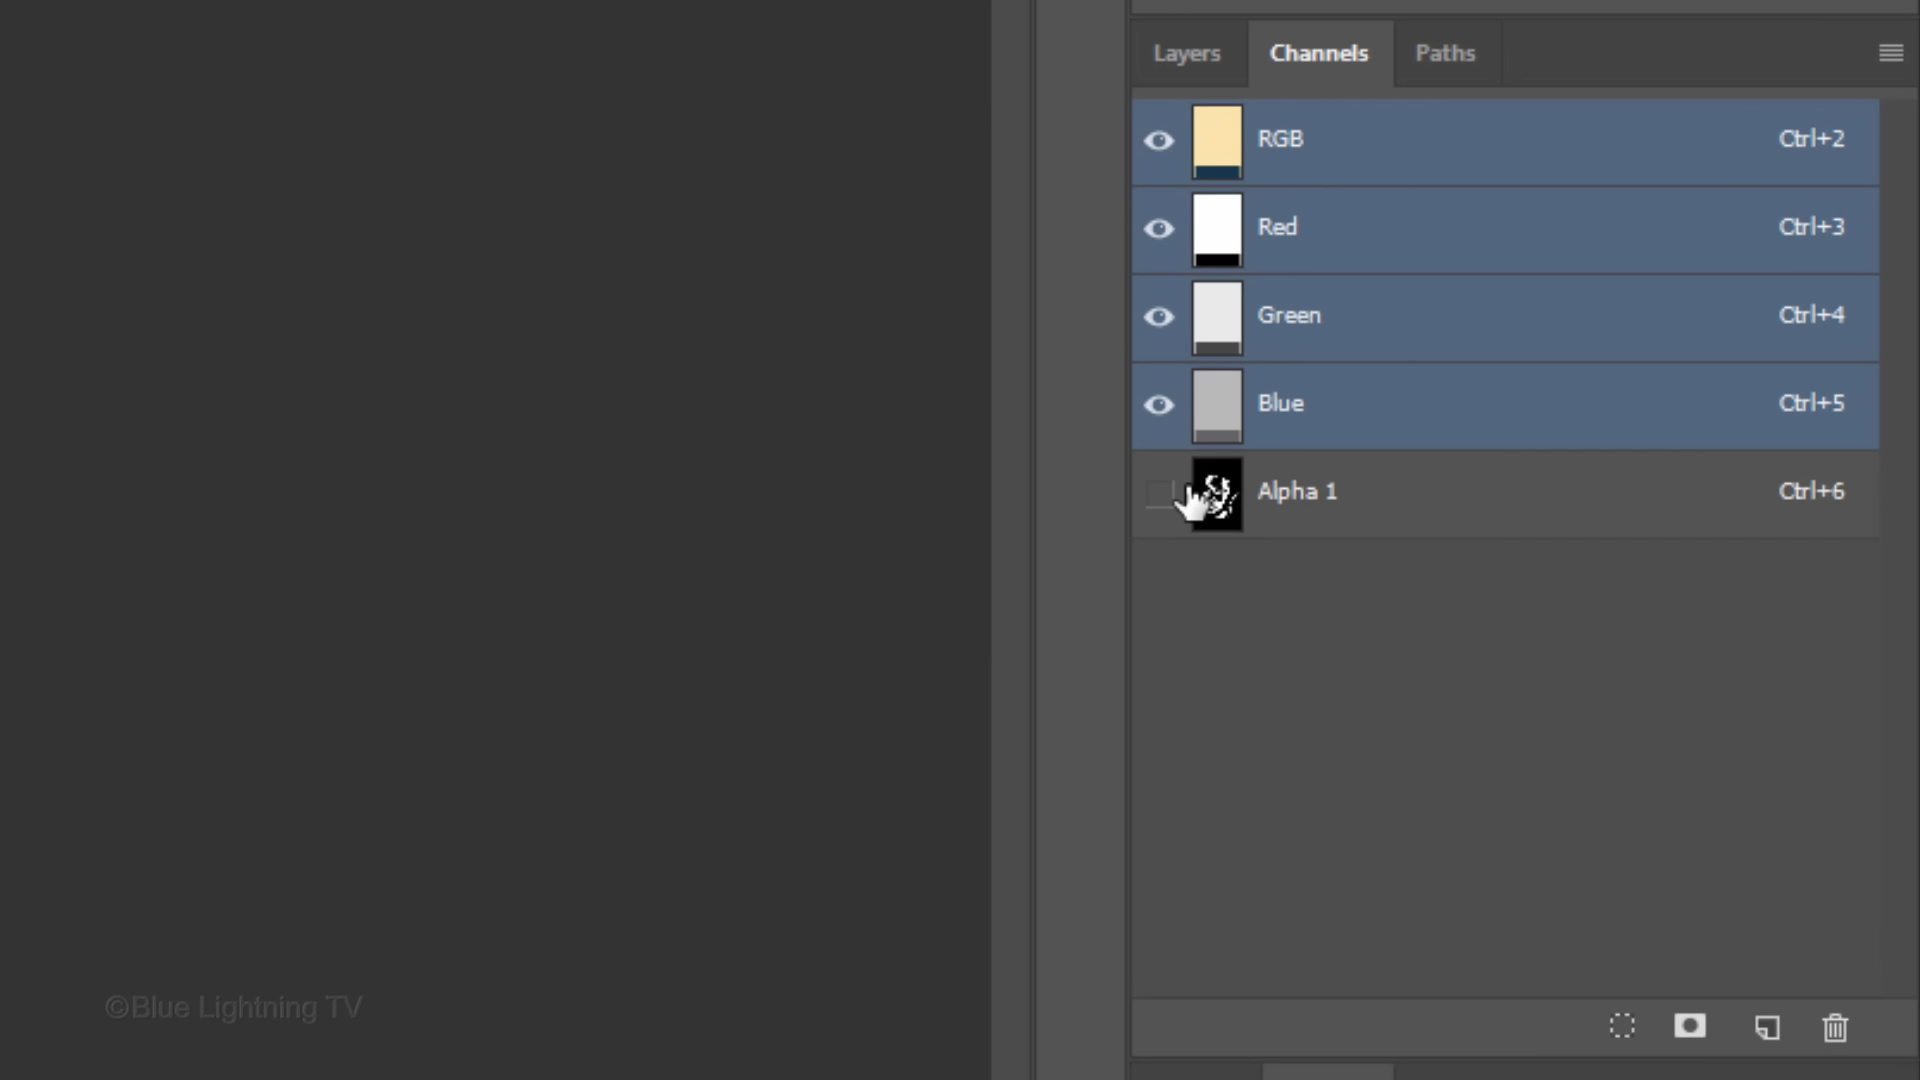 Layers Channels Paths
RGB Ctrl+2
Red Ctrl+3
Green Ctrl+4
Blue Ctrl+5
Alpha 1 Ctrl+6
©Blue Lightning TV